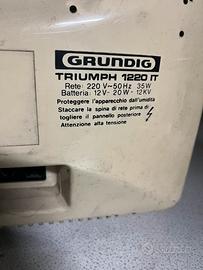 GRUNDIG
TRIUMPH 1220 IT
Rete: 220 V~50Hz 35W
Batteria: 12V - 20W - 12KV
Proteggere l'apparecchio dall'umidità
Staccare la spina di rete prima di
togliere il pannello posteriore
Attenzione alta tensione
subito